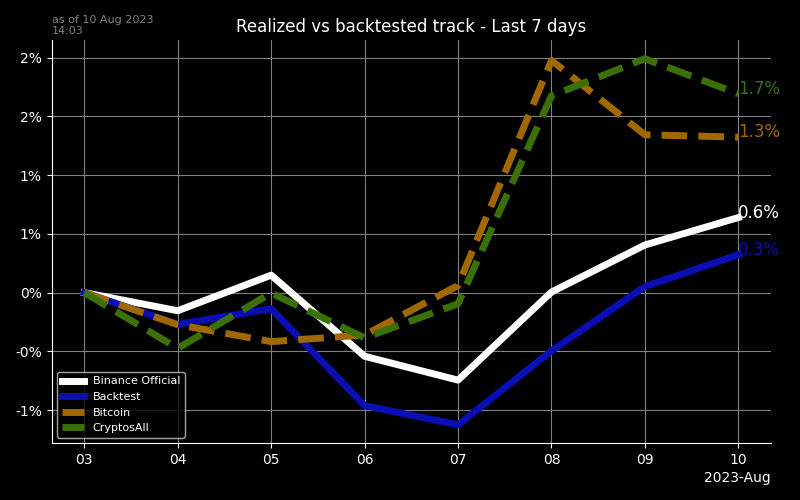 as of 10 Aug 2023
14:03
Realized vs backtested track - Last 7 days
2%
2%
1%
1%
0%
-0%
-1%
1.7%
1.3%
0.6%
0.3%
Binance Official
Backtest
Bitcoin
CryptosAll
03 04 05 06 07 08 09 10
2023-Aug